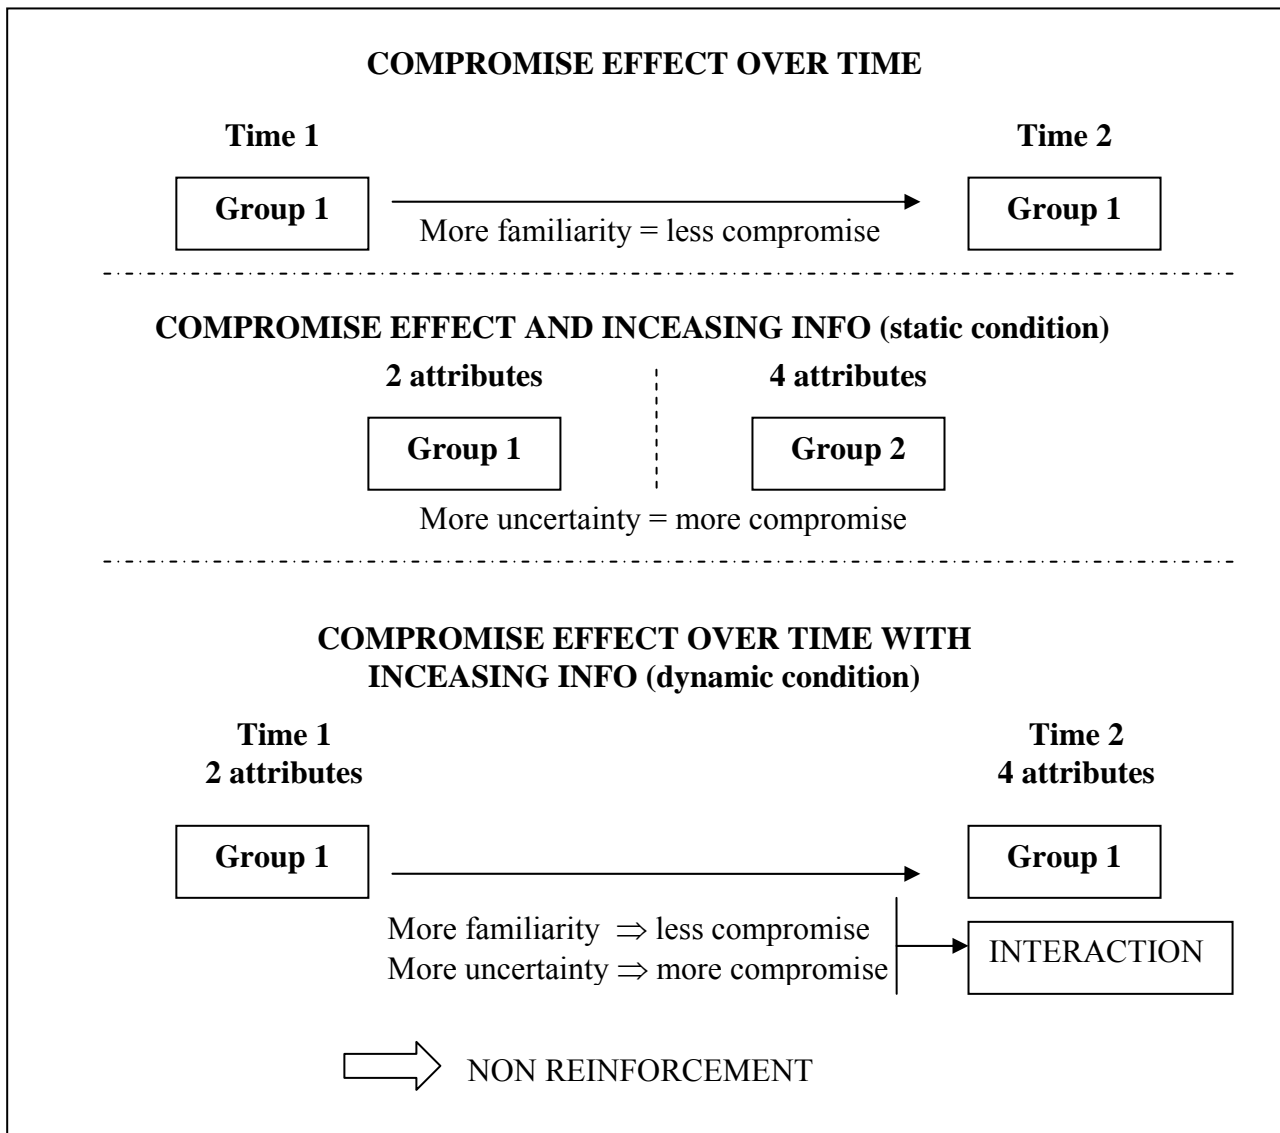 COMPROMISE EFFECT OVER TIME
Time 1
Time 2
Group 1
Group 1
More familiarity = less compromise
COMPROMISE EFFECT AND INCEASING INFO (static condition)
2 attributes
4 attributes
Group 1
Group 2
More uncertainty = more compromise
COMPROMISE EFFECT OVER TIME WITH
INCEASING INFO (dynamic condition)
Time 1
2 attributes
Time 2
4 attributes
Group 1
Group 1
More familiarity ⇒ less compromise
More uncertainty ⇒ more compromise
INTERACTION
NON REINFORCEMENT